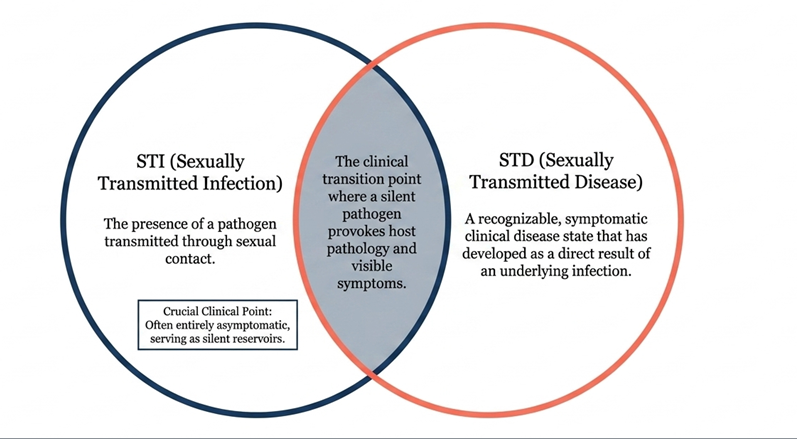 STI (Sexually
Transmitted Infection)
The presence of a pathogen
transmitted through sexual
contact.
Crucial Clinical Point:
Often entirely asymptomatic,
serving as silent reservoirs.
The clinical
transition point
where a silent
pathogen
provokes host
pathology and
visible
symptoms.
STD (Sexually
Transmitted Disease)
A recognizable, symptomatic
clinical disease state that has
developed as a direct result of
an underlying infection.